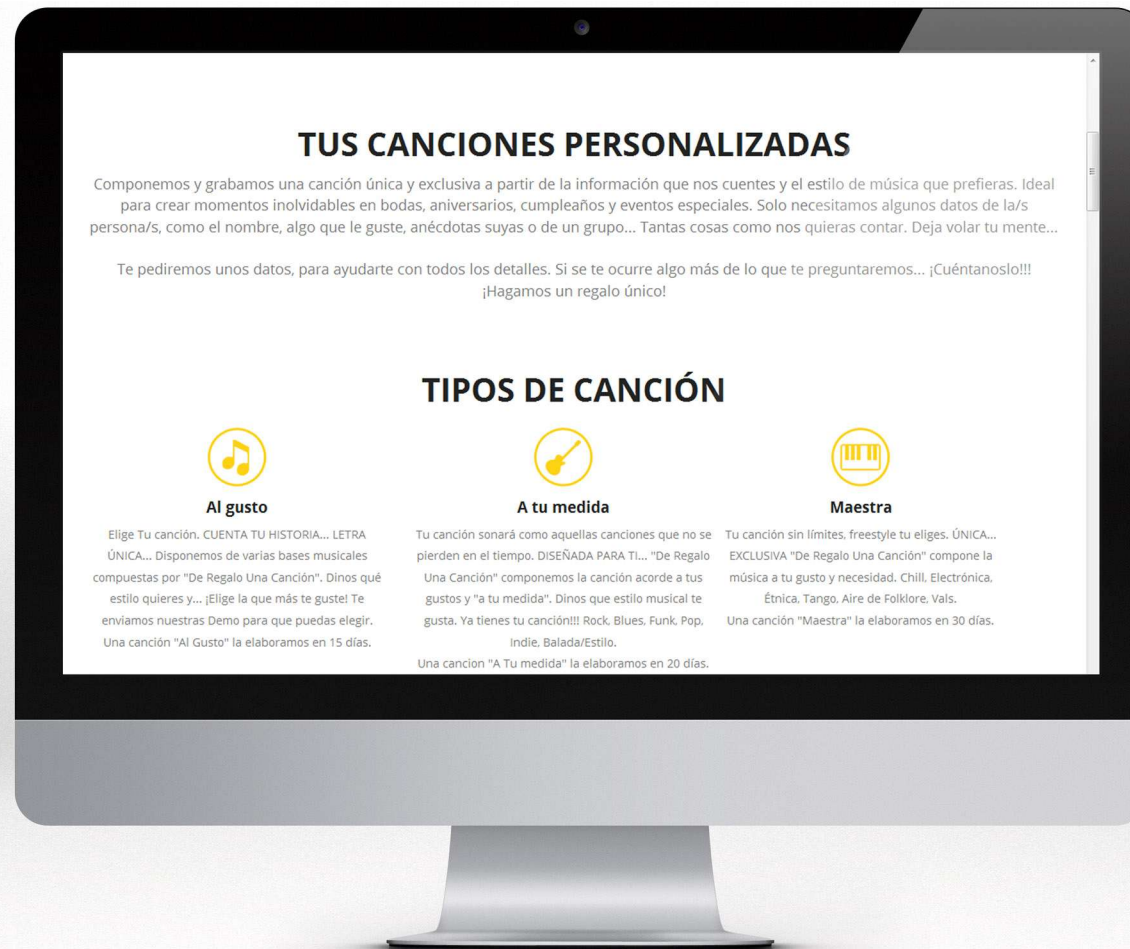 TUS CANCIONES PERSONALIZADAS
Componemos y grabamos una canción única y exclusiva a partir de la información que nos cuentes y el estilo de música que prefieras. Ideal
para crear momentos inolvidables en bodas, aniversarios, cumpleaños y eventos especiales. Solo necesitamos algunos datos de la/s
persona/s, como el nombre, algo que le guste, anécdotas suyas o de un grupo... Tantas cosas como nos quieras contar. Deja volar tu mente...
Te pediremos unos datos, para ayudarte con todos los detalles. Si se te ocurre algo más de lo que te preguntaremos... ¡Cuéntanoslo!!!
¡Hagamos un regalo único!
TIPOS DE CANCIÓN
Al gusto
Elige Tu canción. CUENTA TU HISTORIA... LETRA
ÚNICA... Disponemos de varias bases musicales
compuestas por "De Regalo Una Canción". Dinos qué
estilo quieres y... ¡Elige la que más te guste! Te
enviamos nuestras Demo para que puedas elegir.
Una canción "Al Gusto" la elaboramos en 15 días.
A tu medida
Tu canción sonará como aquellas canciones que no se
pierden en el tiempo. DISEÑADA PARA TI... "De Regalo
Una Canción" componemos la canción acorde a tus
gustos y "a tu medida". Dinos que estilo musical te
gusta. Ya tienes tu canción!!! Rock, Blues, Funk, Pop,
Indie, Balada/Estilo.
Una cancion "A Tu medida" la elaboramos en 20 días.
Maestra
Tu canción sin límites, freestyle tu eliges. ÚNICA...
EXCLUSIVA "De Regalo Una Canción" compone la
música a tu gusto y necesidad. Chill, Electrónica,
Étnica, Tango, Aire de Folklore, Vals.
Una canción "Maestra" la elaboramos en 30 días.